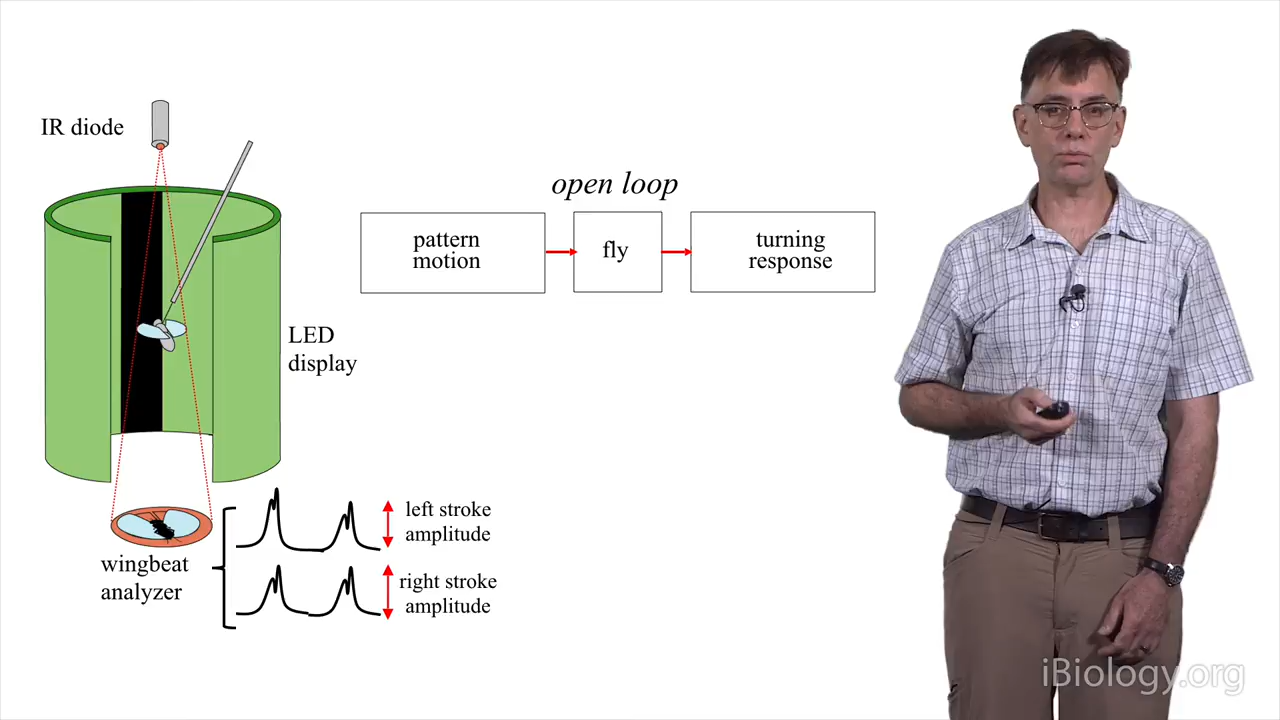 IR diode
open loop
pattern
motion
fly
turning
response
LED
display
left stroke
amplitude
wingbeat
analyzer
right stroke
amplitude
iBiology.org